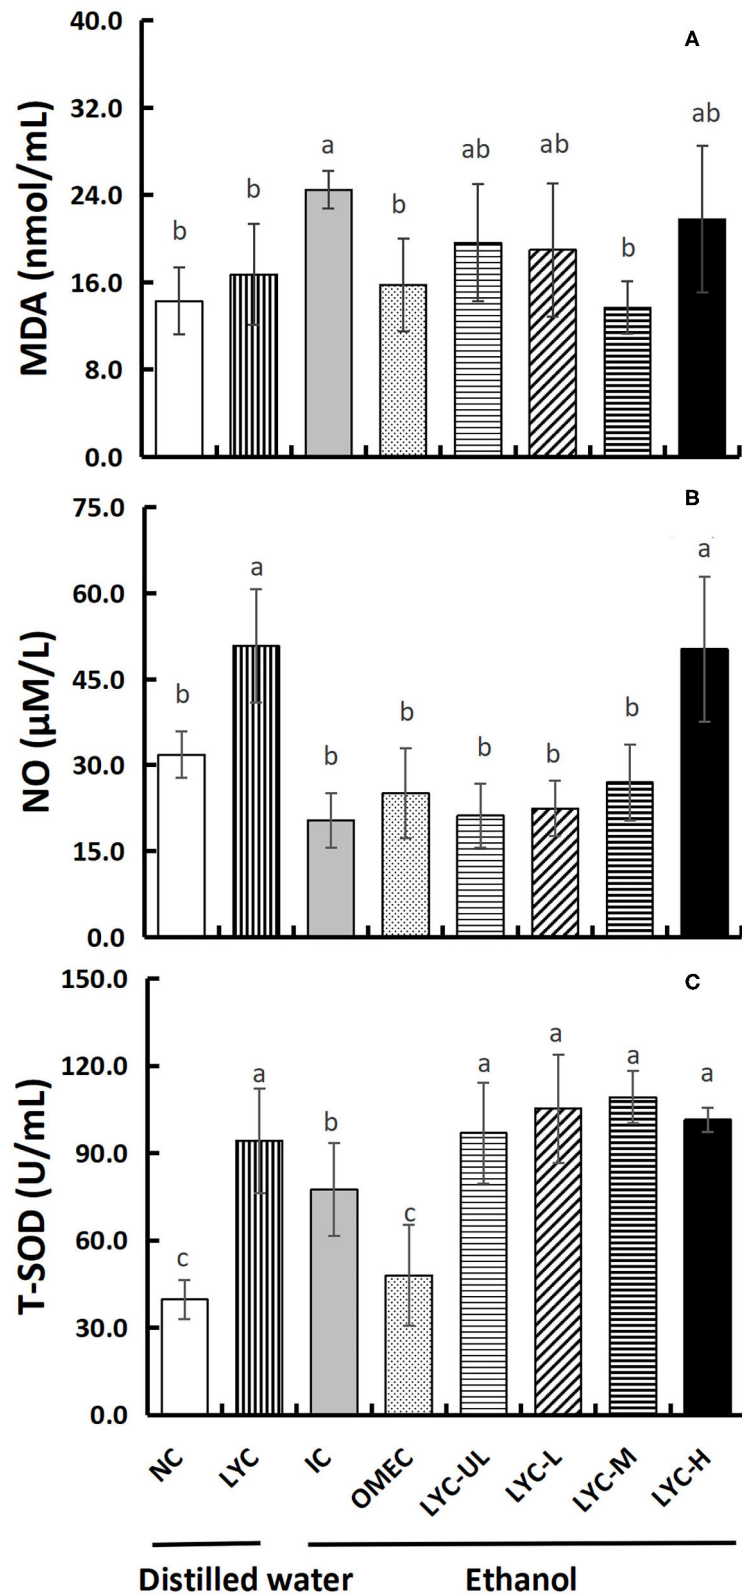 A
MDA (nmol/mL)
40.0
32.0
24.0
16.0
8.0
0.0
b b a b ab ab b ab
B
NO (μM/L)
75.0
60.0
45.0
30.0
15.0
0.0
b a b b b b b a
C
T-SOD (U/mL)
150.0
120.0
90.0
60.0
30.0
0.0
c a b c a a a a
NC LYC IC OMEC LYC-UL LYC-L LYC-M LYC-H
Distilled water Ethanol